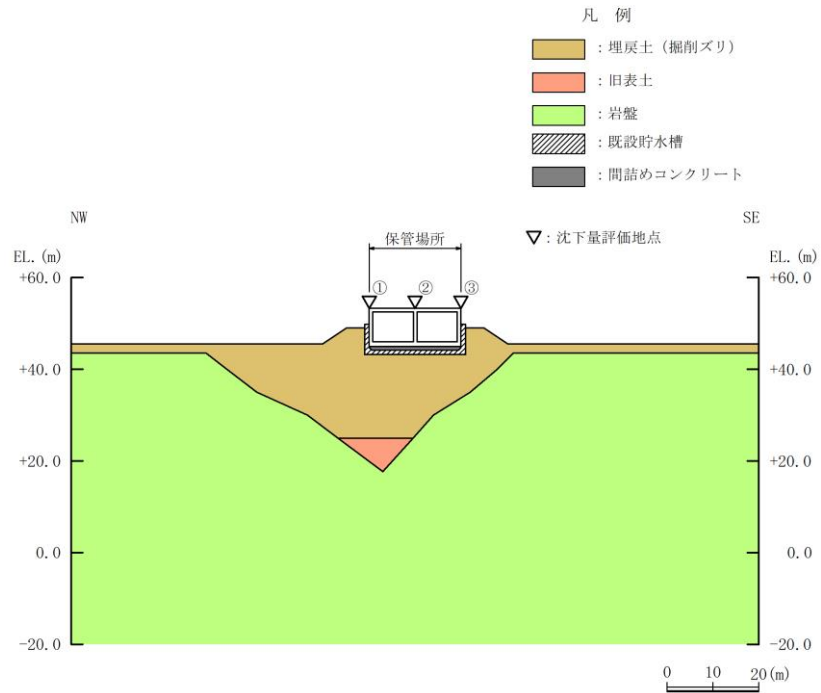 凡 例
：埋戻土（掘削ズリ）
：旧表土
：岩盤
：既設貯水槽
：間詰めコンクリート
NW
SE
保管場所
▽：沈下量評価地点
EL.(m)
EL.(m)
① ② ③
+60.0
+60.0
+40.0
+40.0
+20.0
+20.0
0.0
0.0
-20.0
-20.0
0 10 20(m)